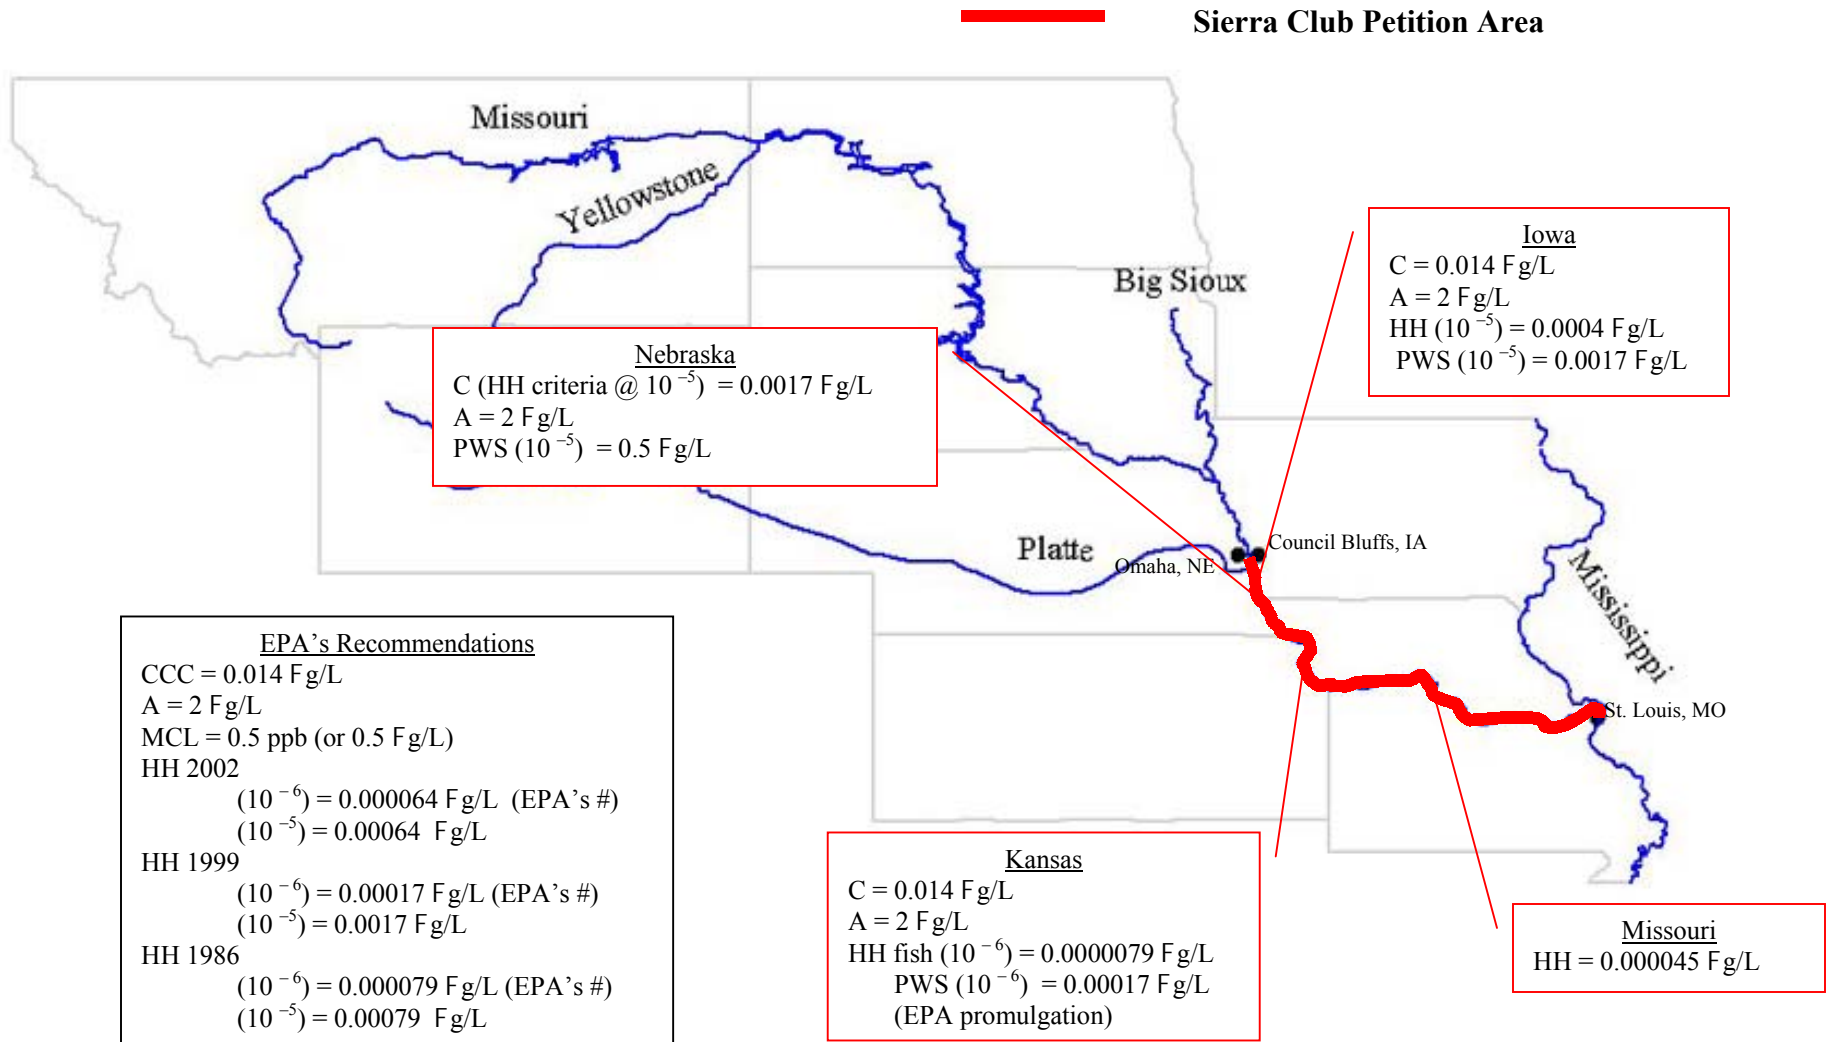 Sierra Club Petition Area
Missouri
Yellowstone
Big Sioux
Iowa
C = 0.014 Fg/L
A = 2 Fg/L
HH (10 –5) = 0.0004 Fg/L
PWS (10 –5) = 0.0017 Fg/L
Nebraska
C (HH criteria @ 10 –5) = 0.0017 Fg/L
A = 2 Fg/L
PWS (10 –5) = 0.5 Fg/L
Platte
Omaha, NE
Council Bluffs, IA
Mississippi
St. Louis, MO
EPA’s Recommendations
CCC = 0.014 Fg/L
A = 2 Fg/L
MCL = 0.5 ppb (or 0.5 Fg/L)
HH 2002
(10 – 6) = 0.000064 Fg/L (EPA’s #)
(10 –5) = 0.00064 Fg/L
HH 1999
(10 – 6) = 0.00017 Fg/L (EPA’s #)
(10 –5) = 0.0017 Fg/L
HH 1986
(10 – 6) = 0.000079 Fg/L (EPA’s #)
(10 –5) = 0.00079 Fg/L
Kansas
C = 0.014 Fg/L
A = 2 Fg/L
HH fish (10 – 6) = 0.0000079 Fg/L
PWS (10 – 6) = 0.00017 Fg/L
(EPA promulgation)
Missouri
HH = 0.000045 Fg/L